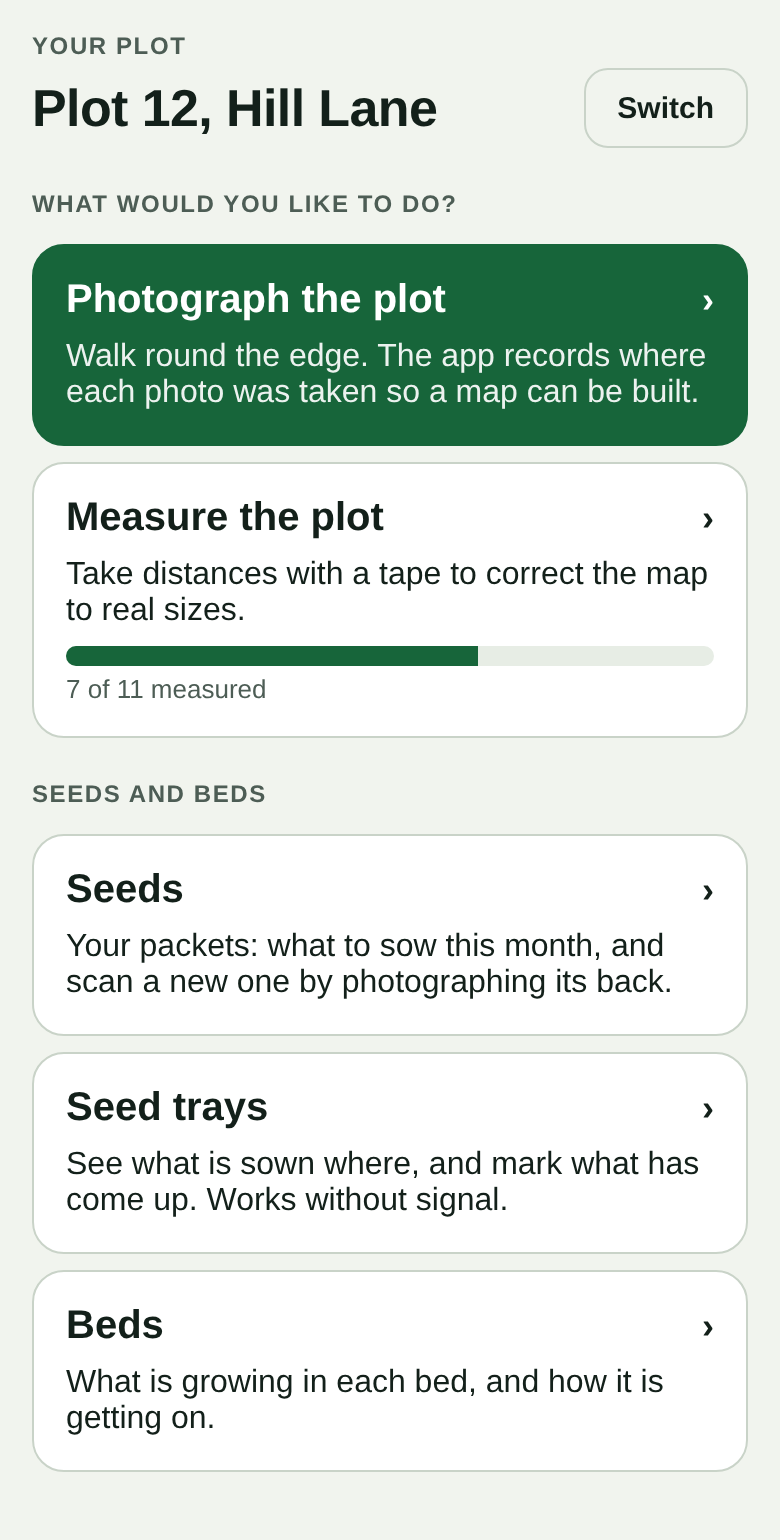 YOUR PLOT
Plot 12, Hill Lane
Switch
WHAT WOULD YOU LIKE TO DO?
Photograph the plot ›
Walk round the edge. The app records where
each photo was taken so a map can be built.
Measure the plot ›
Take distances with a tape to correct the map
to real sizes.
7 of 11 measured
SEEDS AND BEDS
Seeds ›
Your packets: what to sow this month, and
scan a new one by photographing its back.
Seed trays ›
See what is sown where, and mark what has
come up. Works without signal.
Beds ›
What is growing in each bed, and how it is
getting on.